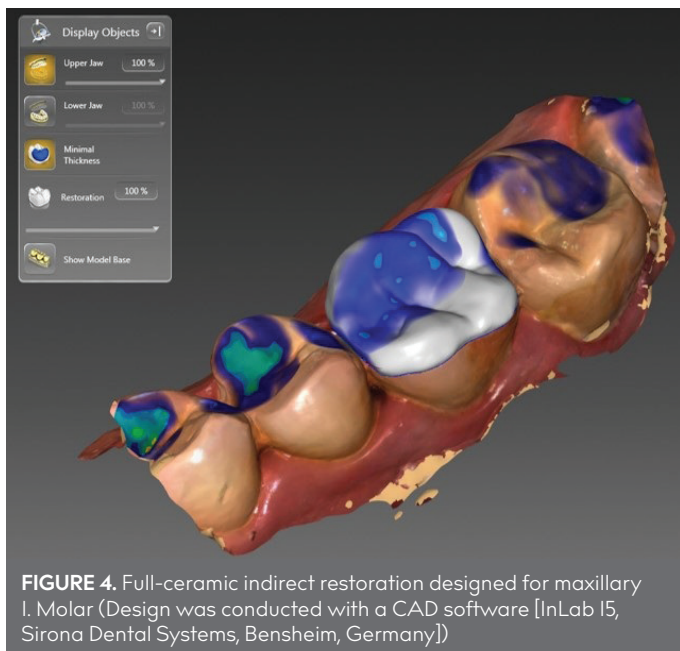 Display Objects
Upper Jaw 100 %
Lower Jaw 100 %
Minimal
Thickness
Restoration 100 %
Show Model Base
FIGURE 4. Full-ceramic indirect restoration designed for maxillary
I. Molar (Design was conducted with a CAD software [InLab I5,
Sirona Dental Systems, Bensheim, Germany])